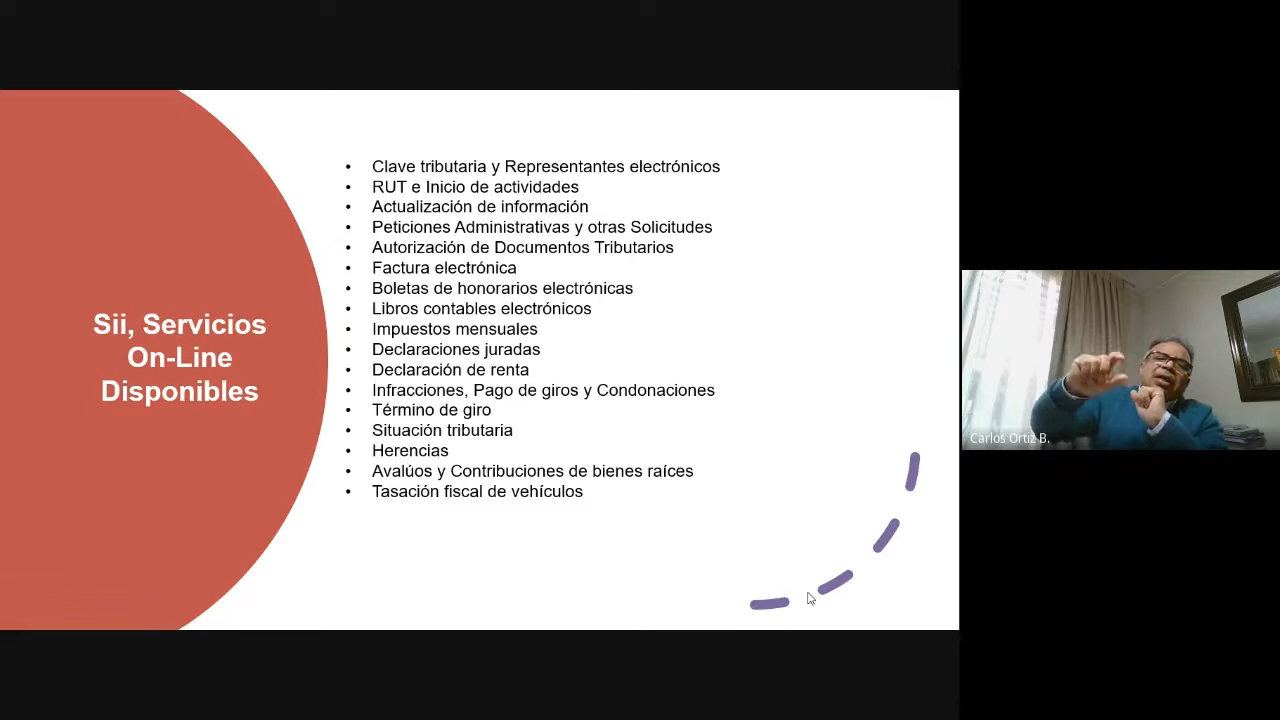 Sii, Servicios
On-Line
Disponibles
• Clave tributaria y Representantes electrónicos
• RUT e Inicio de actividades
• Actualización de información
• Peticiones Administrativas y otras Solicitudes
• Autorización de Documentos Tributarios
• Factura electrónica
• Boletas de honorarios electrónicas
• Libros contables electrónicos
• Impuestos mensuales
• Declaraciones juradas
• Declaración de renta
• Infracciones, Pago de giros y Condonaciones
• Término de giro
• Situación tributaria
• Herencias
• Avalúos y Contribuciones de bienes raíces
• Tasación fiscal de vehículos
Carlos Ortiz B.